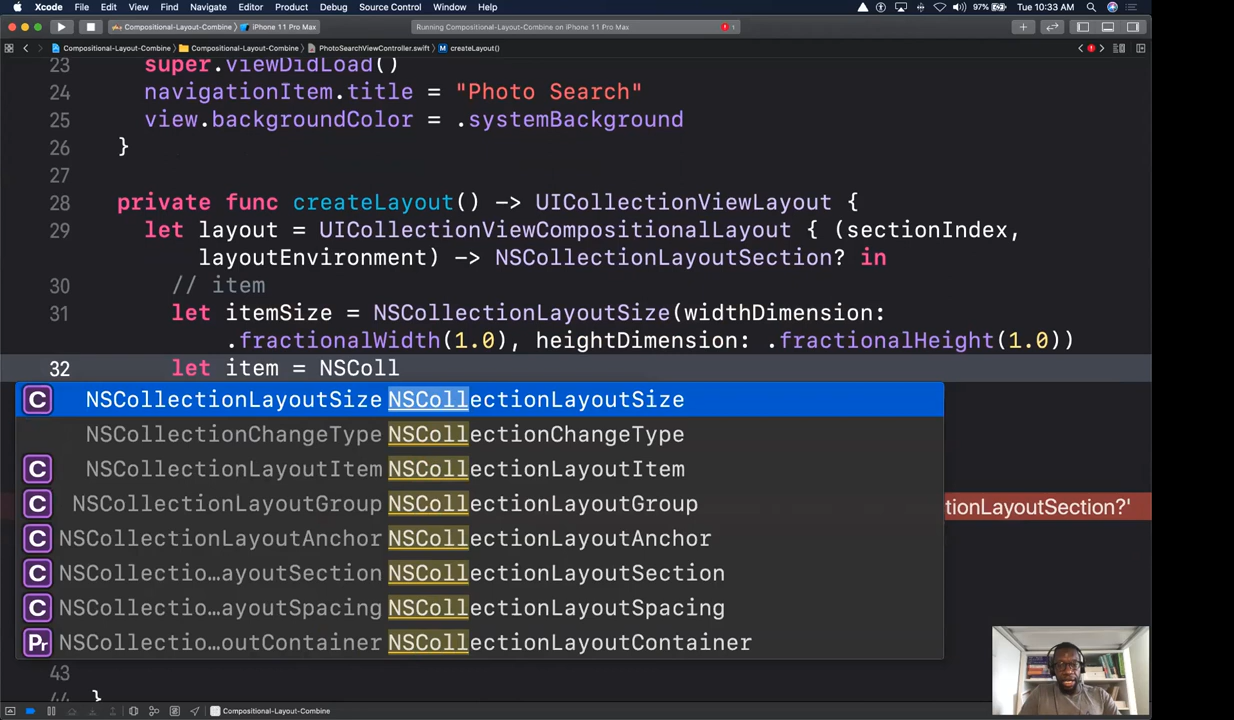 Xcode File Edit View Find Navigate Editor Product Debug Source Control Window Help 97% Tue 10:33 AM
Compositional-Layout-Combine iPhone 11 Pro Max Running Compositional-Layout-Combine on iPhone 11 Pro Max 1
Compositional-Layout-Combine Compositional-Layout-Combine PhotoSearchViewController.swift M createLayout()
23 super.viewDidLoad()
24 navigationItem.title = "Photo Search"
25 view.backgroundColor = .systemBackground
26 }
27
28 private func createLayout() -> UICollectionViewLayout {
29 let layout = UICollectionViewCompositionalLayout { (sectionIndex,
layoutEnvironment) -> NSCollectionLayoutSection? in
30 // item
31 let itemSize = NSCollectionLayoutSize(widthDimension:
.fractionalWidth(1.0), heightDimension: .fractionalHeight(1.0))
32 let item = NSColl
C NSCollectionLayoutSize NSCollectionLayoutSize
NSCollectionChangeType NSCollectionChangeType
C NSCollectionLayoutItem NSCollectionLayoutItem
C NSCollectionLayoutGroup NSCollectionLayoutGroup
tionLayoutSection?'
C NSCollectionLayoutAnchor NSCollectionLayoutAnchor
C NSCollectio…ayoutSection NSCollectionLayoutSection
C NSCollectio…ayoutSpacing NSCollectionLayoutSpacing
Pr NSCollectio…outContainer NSCollectionLayoutContainer
43
44 }
Compositional-Layout-Combine